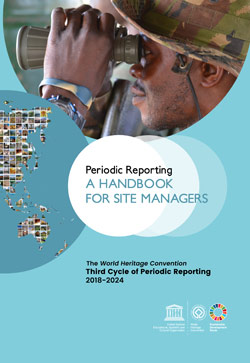 Periodic Reporting
A HANDBOOK
FOR SITE MANAGERS
The World Heritage Convention
Third Cycle of Periodic Reporting
2018-2024